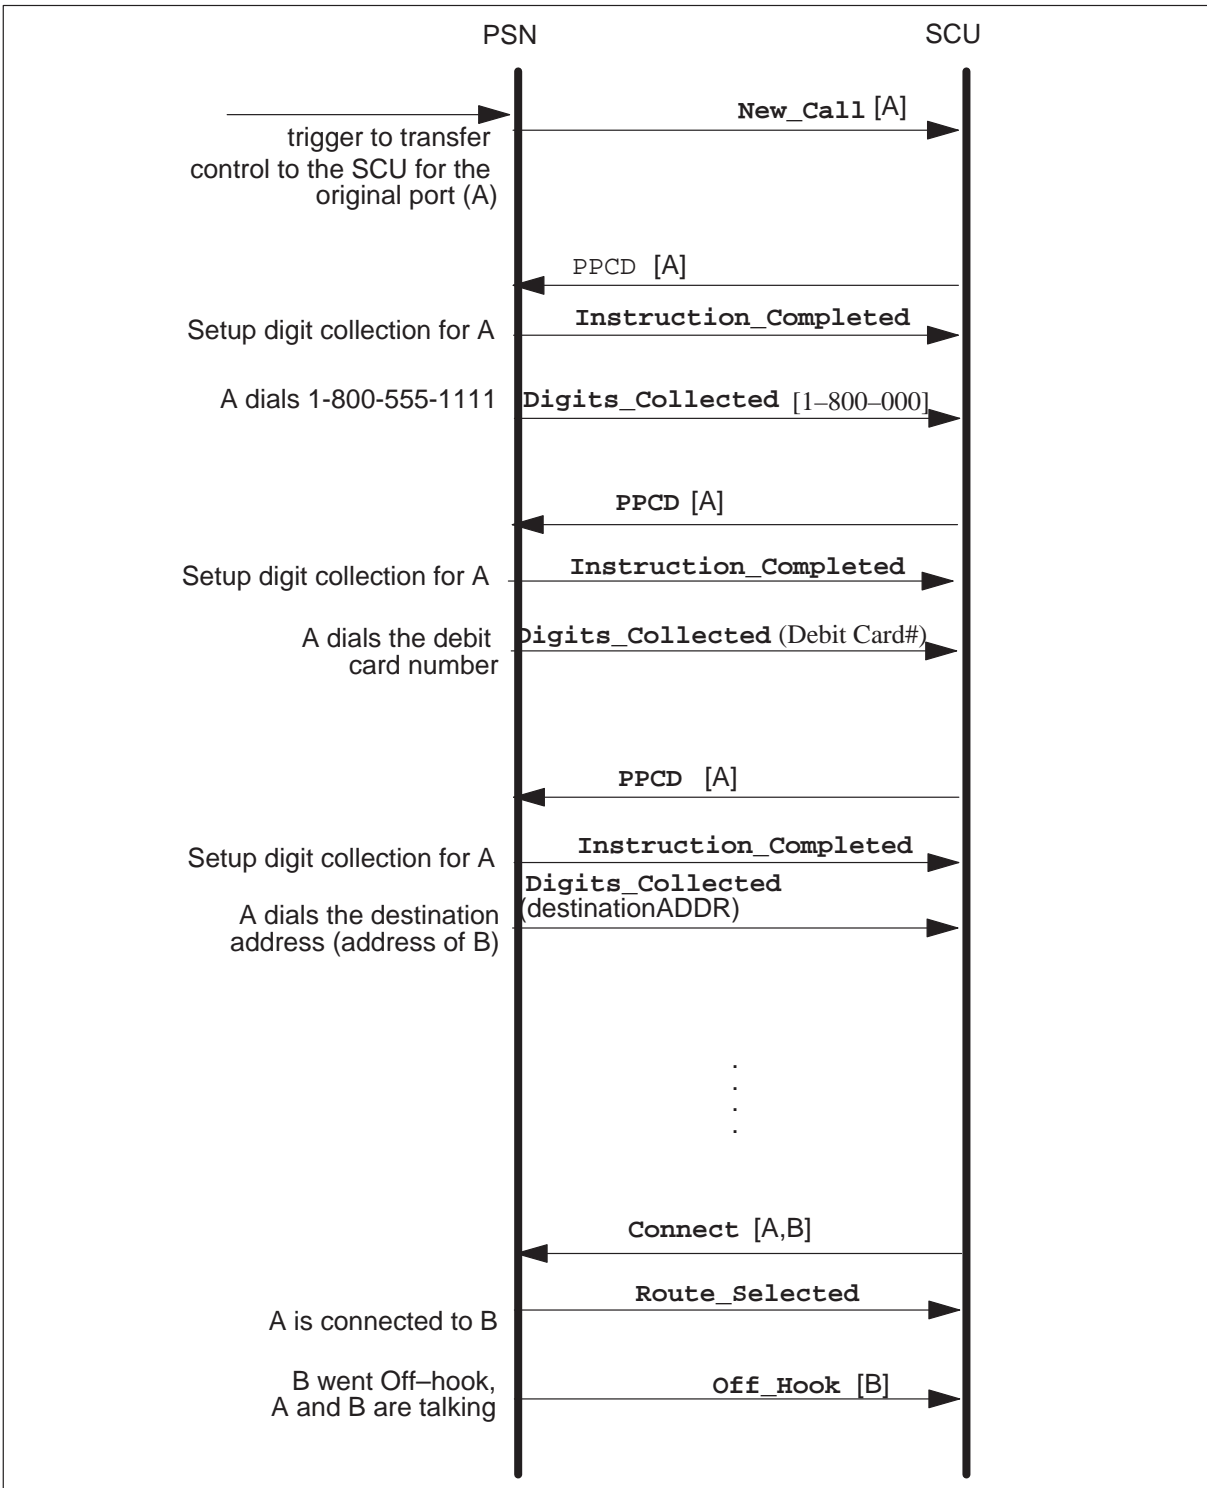 PSN SCU
New_Call [A]
trigger to transfer
control to the SCU for the
original port (A)
PPCD [A]
Setup digit collection for A Instruction_Completed
A dials 1-800-555-1111 Digits_Collected [1–800–000]
PPCD [A]
Setup digit collection for A Instruction_Completed
A dials the debit
card number
Digits_Collected (Debit Card#)
PPCD [A]
Setup digit collection for A Instruction_Completed
Digits_Collected
(destinationADDR)
A dials the destination
address (address of B)
.
.
.
.
Connect [A,B]
Route_Selected
A is connected to B
B went Off–hook,
A and B are talking
Off_Hook [B]